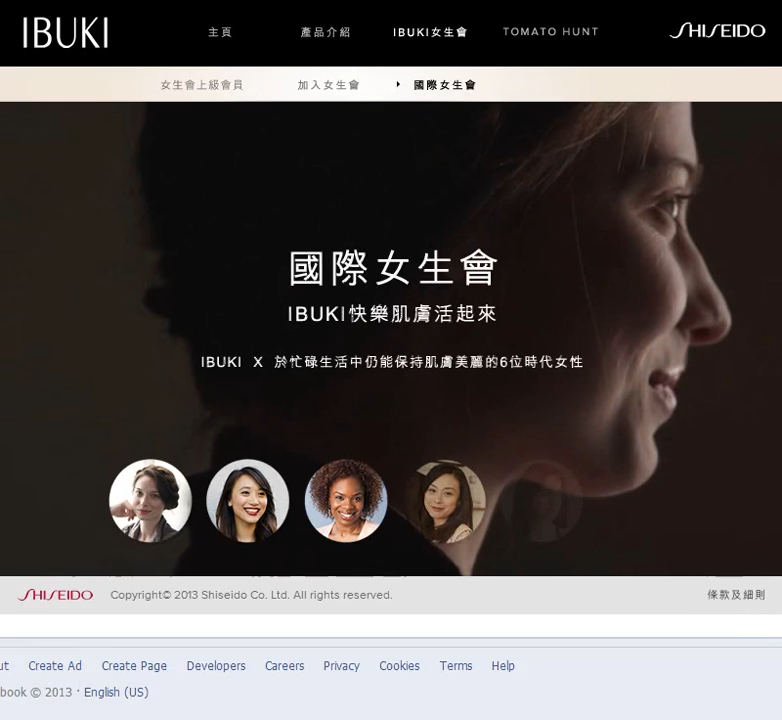 IBUKI
主頁 產品介紹 IBUKI女生會 TOMATO HUNT SHISEIDO
女生會上級會員 加入女生會 國際女生會
國際女生會
IBUKI快樂肌膚活起來
IBUKI X 於忙碌生活中仍能保持肌膚美麗的6位時代女性
SHISEIDO Copyright© 2013 Shiseido Co. Ltd. All rights reserved. 條款及細則
ut Create Ad Create Page Developers Careers Privacy Cookies Terms Help
book © 2013 · English (US)